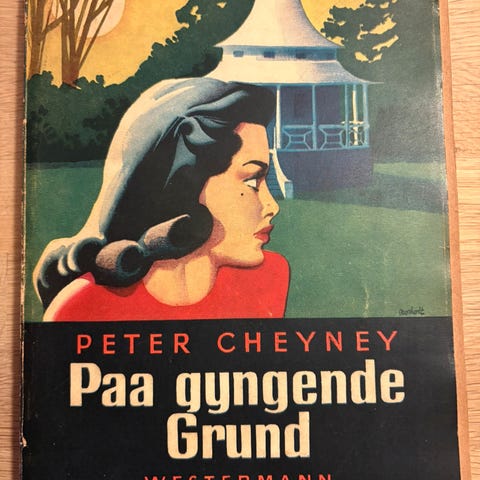 PETER CHEYNEY
Paa gyngende
Grund
WESTERMANN